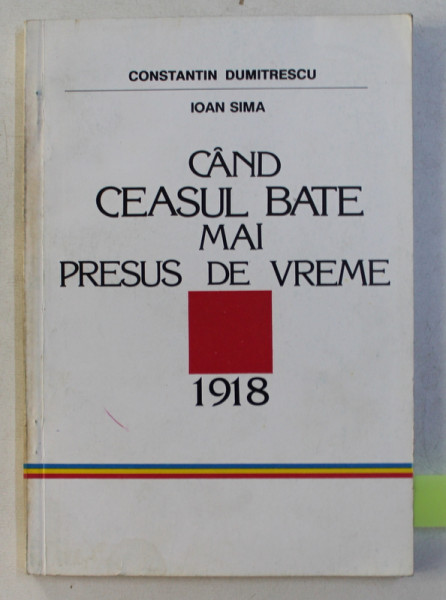 CONSTANTIN DUMITRESCU
IOAN SIMA
CÂND
CEASUL BATE
MAI
PRESUS DE VREME
1918